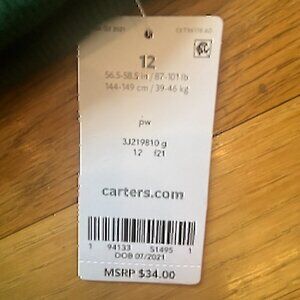 12
56.5-58.5 in / 87-101 lb
144-149 cm / 39-46 kg
pw
3J219810 g
12 f21
carters.com
1 94133 51495 1
DOB 07/2021
MSRP $34.00